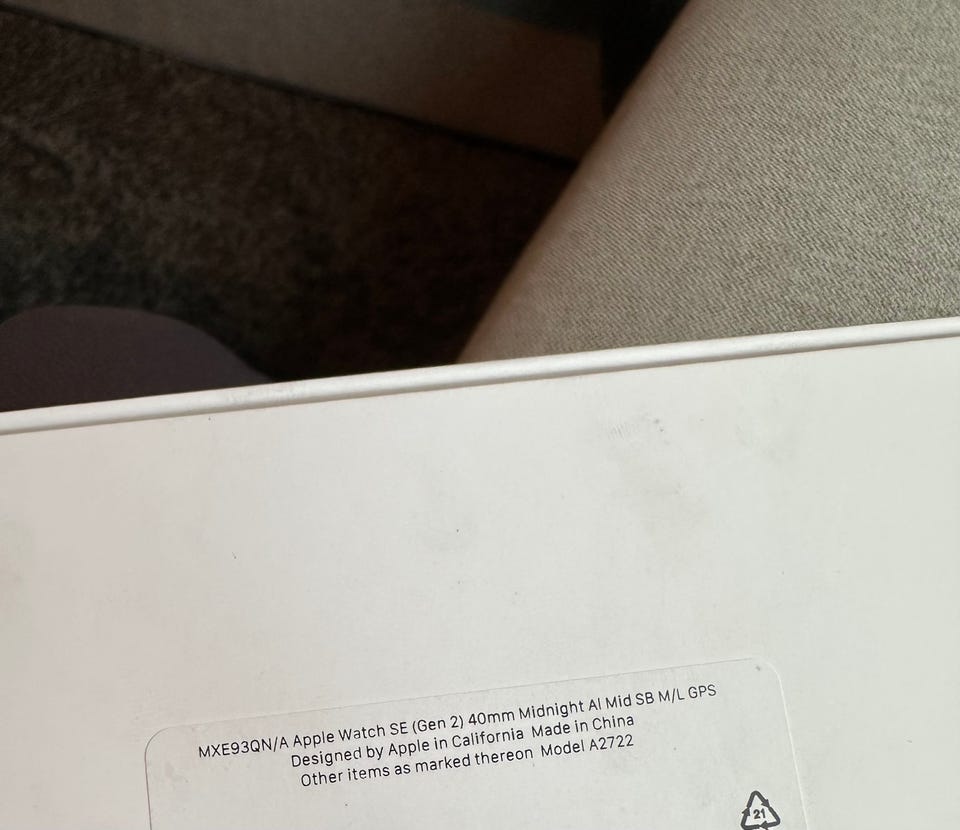 MXE93QN/A Apple Watch SE (Gen 2) 40mm Midnight Al Mid SB M/L GPS
Designed by Apple in California Made in China
Other items as marked thereon Model A2722
21